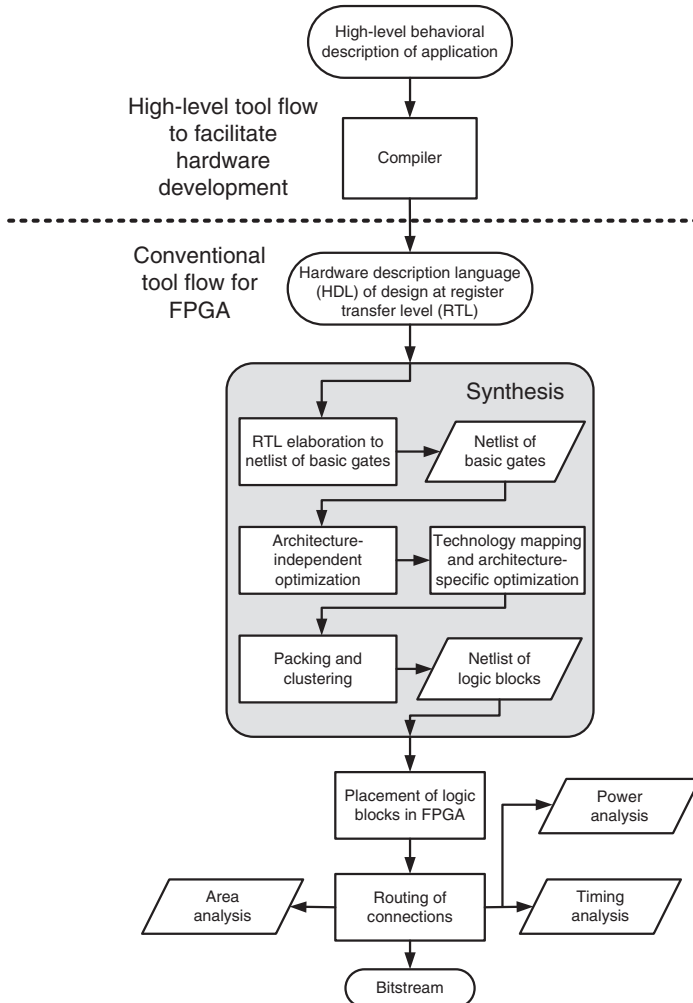 High-level behavioral
description of application
High-level tool flow
to facilitate
hardware
development
Compiler
Conventional
tool flow for
FPGA
Hardware description language
(HDL) of design at register
transfer level (RTL)
Synthesis
RTL elaboration to
netlist of basic gates
Netlist of
basic gates
Architecture-
independent
optimization
Technology mapping
and architecture-
specific optimization
Packing and
clustering
Netlist of
logic blocks
Placement of logic
blocks in FPGA
Power
analysis
Area
analysis
Routing of
connections
Timing
analysis
Bitstream